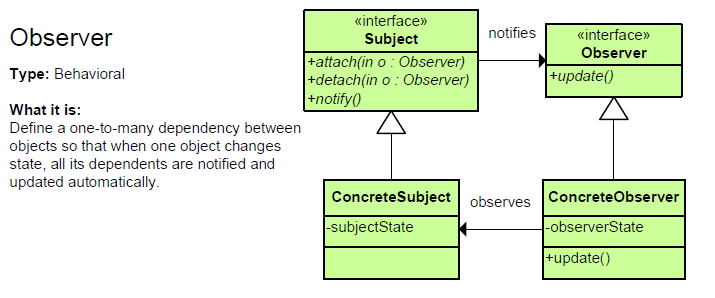 Observer
Type: Behavioral
What it is:
Define a one-to-many dependency between
objects so that when one object changes
state, all its dependents are notified and
updated automatically.
«interface»
Subject
+attach(in o : Observer)
+detach(in o : Observer)
+notify()
notifies
«interface»
Observer
+update()
ConcreteSubject
-subjectState
observes
ConcreteObserver
-observerState
+update()